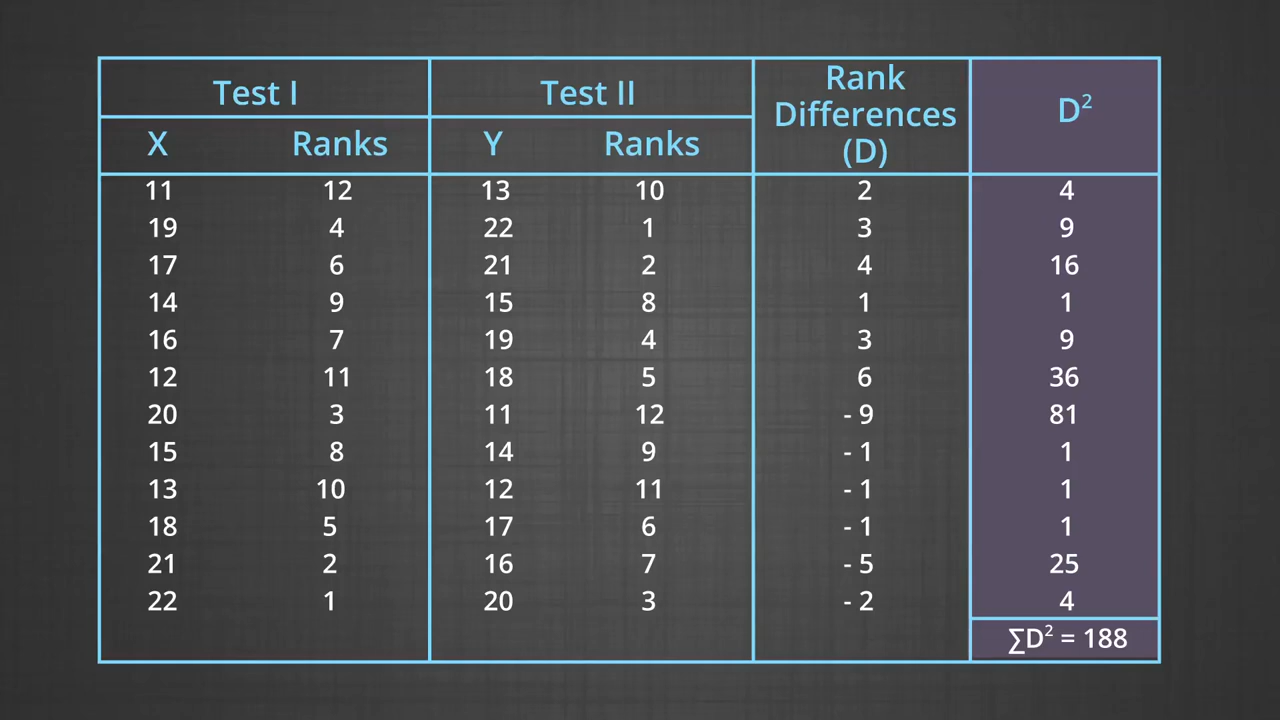 Test I Test II Rank Differences (D) D²
X Ranks Y Ranks
11 12 13 10 2 4
19 4 22 1 3 9
17 6 21 2 4 16
14 9 15 8 1 1
16 7 19 4 3 9
12 11 18 5 6 36
20 3 11 12 - 9 81
15 8 14 9 - 1 1
13 10 12 11 - 1 1
18 5 17 6 - 1 1
21 2 16 7 - 5 25
22 1 20 3 - 2 4
∑D² = 188